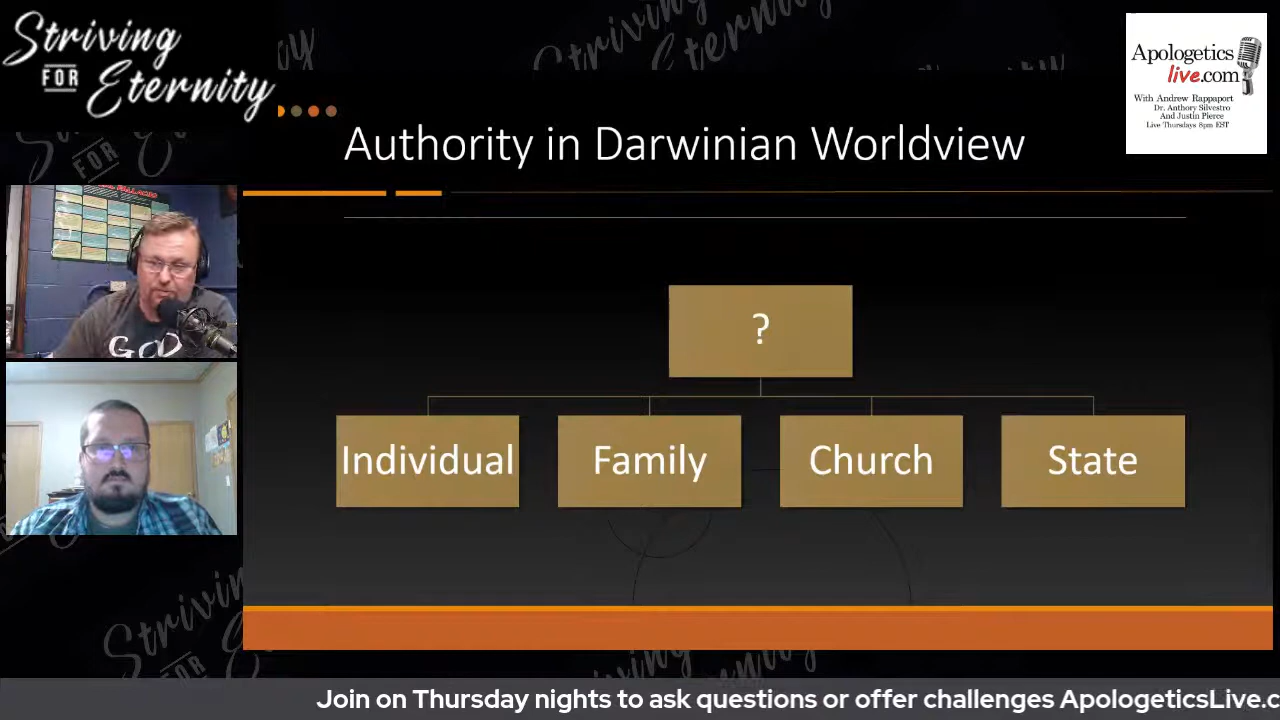 Striving
FOR
Eternity
Apologetics
live.com
With Andrew Rappaport
Dr. Anthony Silvestro
And Justin Pierce
Live Thursdays 8pm EST
Authority in Darwinian Worldview
GOD
?
Individual
Family
Church
State
Join on Thursday nights to ask questions or offer challenges ApologeticsLive.c